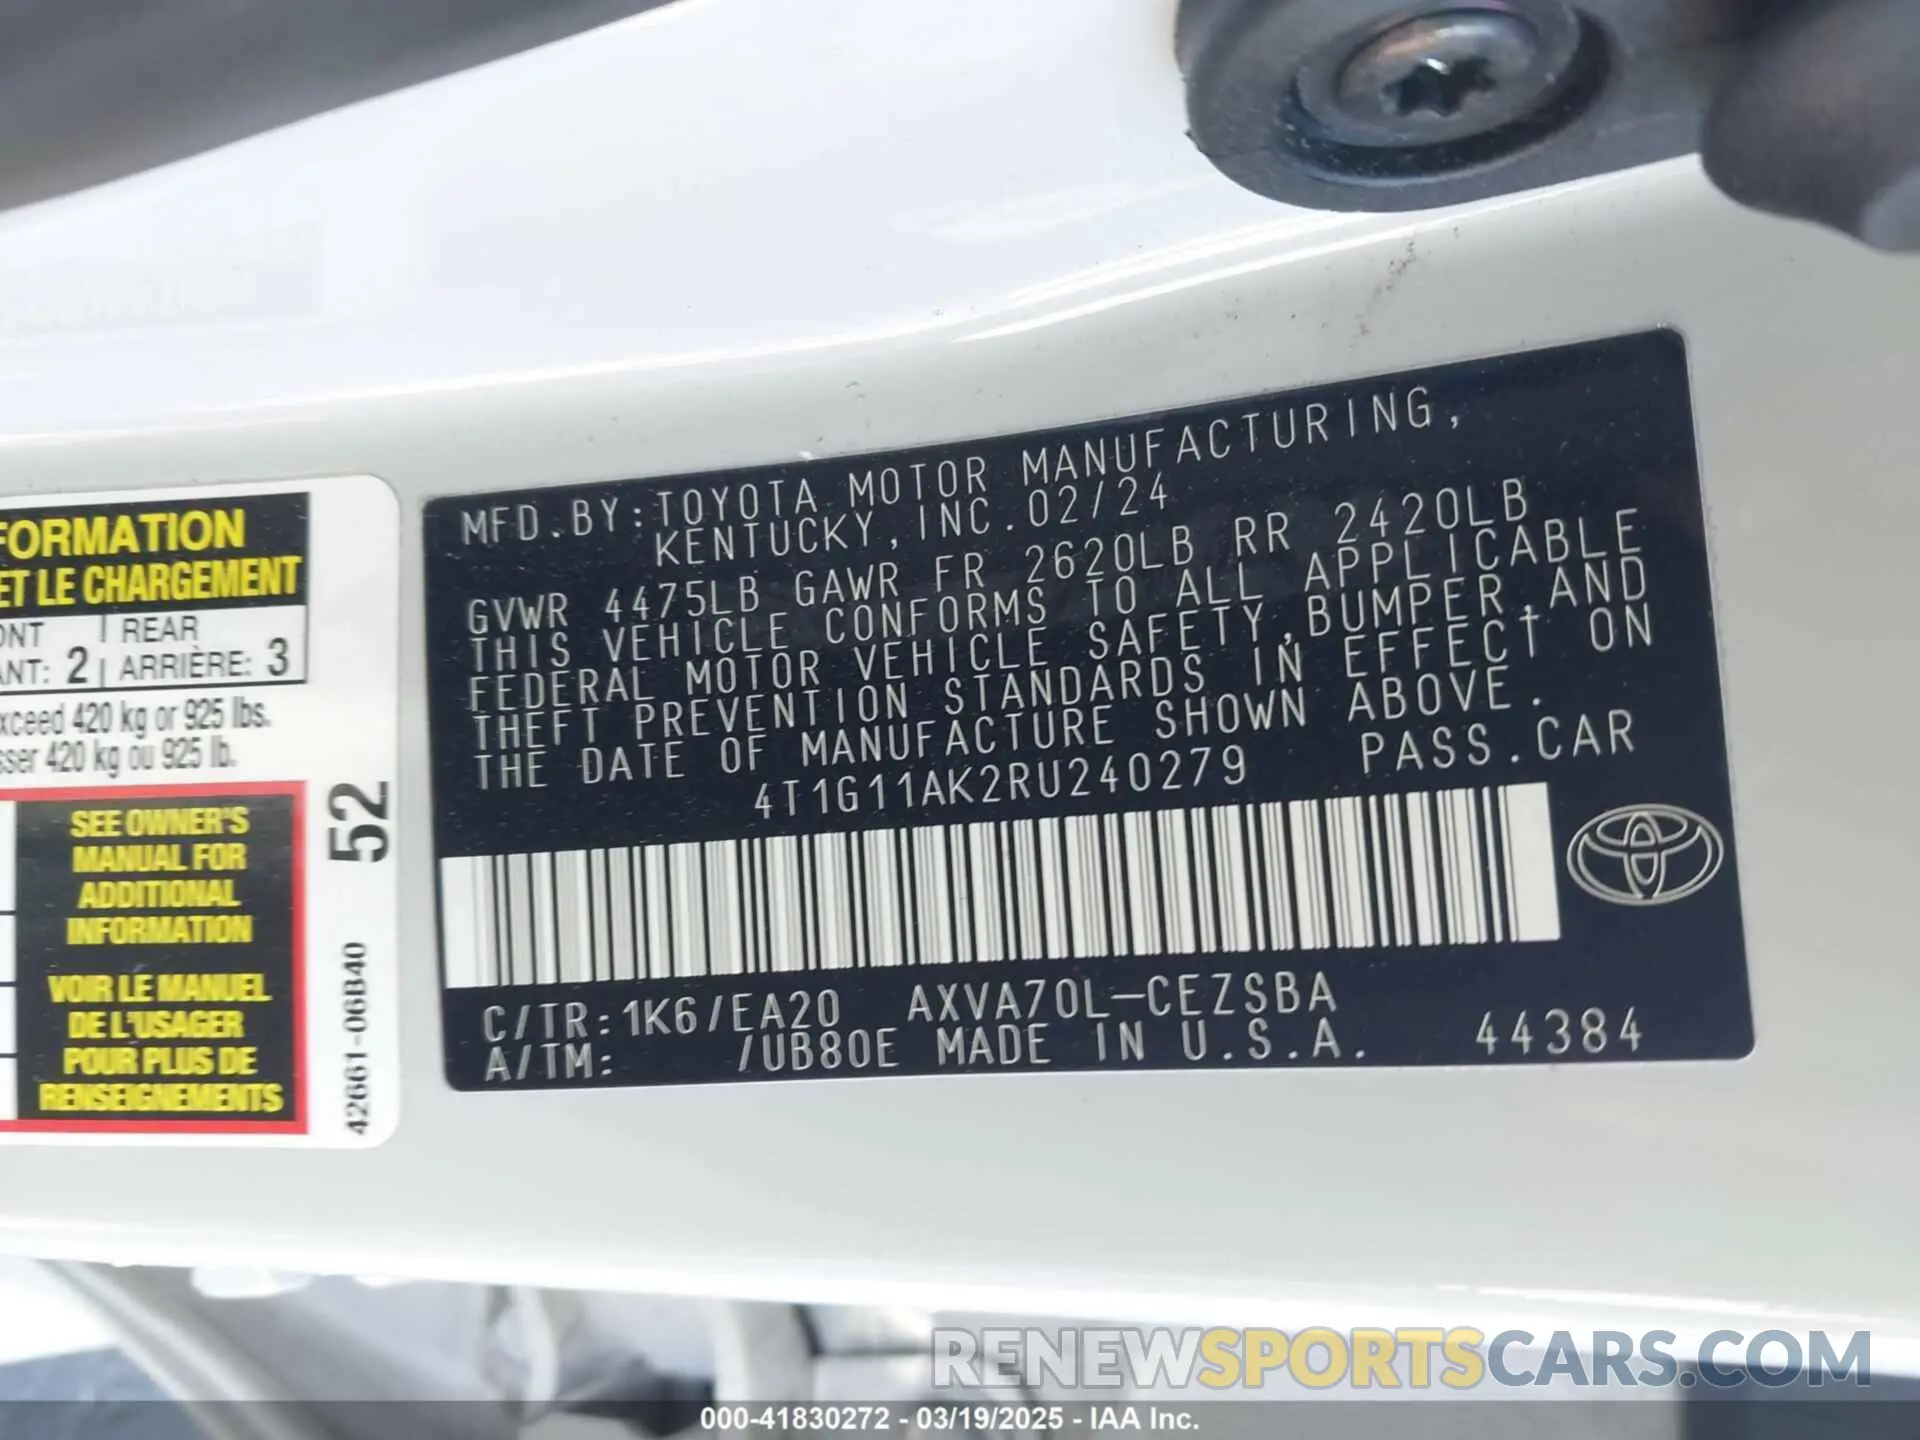 FORMATION
ET LE CHARGEMENT
REAR
ANT: 2 ARRIÈRE: 3
xceed 420 kg or 925 lbs.
sser 420 kg ou 925 lb.
SEE OWNER'S
MANUAL FOR
ADDITIONAL
INFORMATION
VOIR LE MANUEL
DE L'USAGER
POUR PLUS DE
RENSEIGNEMENTS
52
42661-06B40
MFD.BY:TOYOTA MOTOR MANUFACTURING,
KENTUCKY,INC.02/24
GVWR 4475LB GAWR FR 2620LB RR 2420LB
THIS VEHICLE CONFORMS TO ALL APPLICABLE
FEDERAL MOTOR VEHICLE SAFETY,BUMPER,AND
THEFT PREVENTION STANDARDS IN EFFECT ON
THE DATE OF MANUFACTURE SHOWN ABOVE.
4T1G11AK2RU240279 PASS.CAR
C/TR:1K6/EA20 AXVA70L-CEZSBA
A/TM: /UB80E MADE IN U.S.A. 44384
RENEWSPORTSCARS.COM
000-41830272 - 03/19/2025 - IAA Inc.